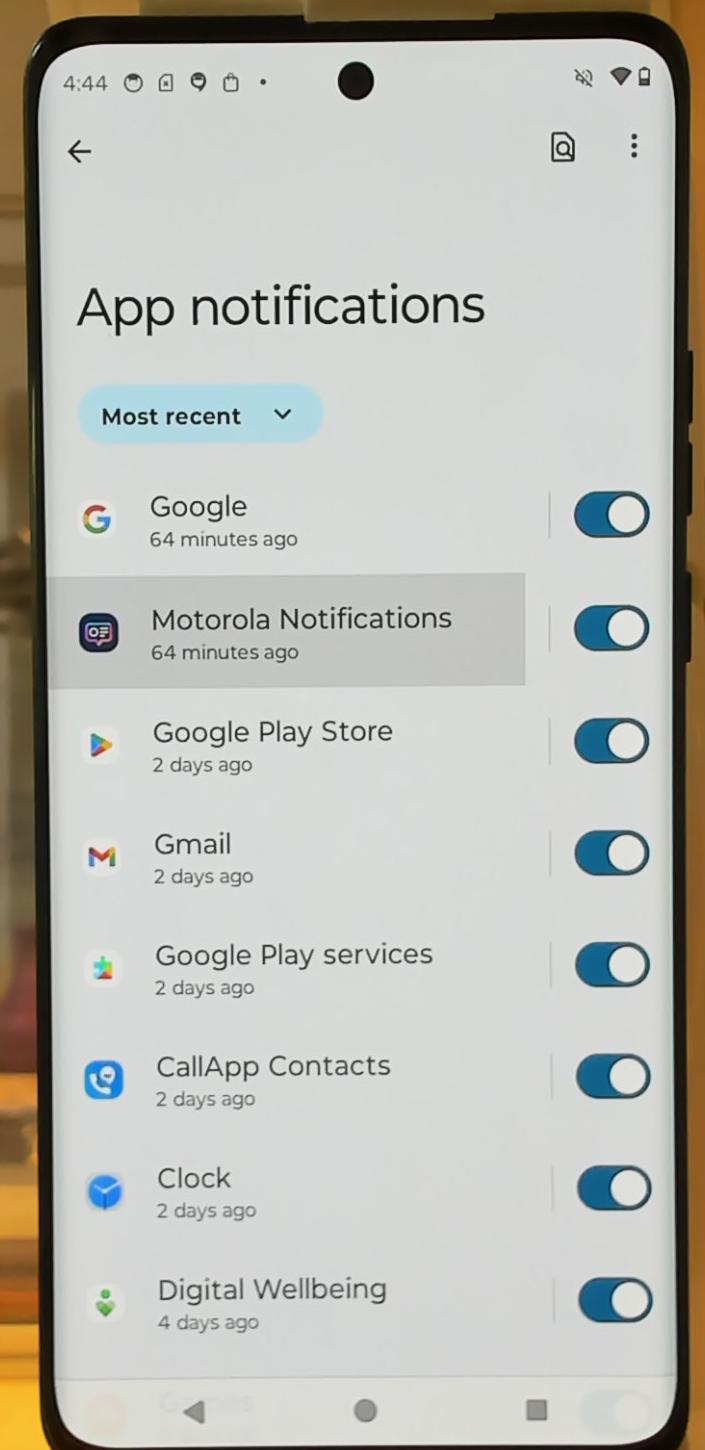 4:44
App notifications
Most recent
Google
64 minutes ago
Motorola Notifications
64 minutes ago
Google Play Store
2 days ago
Gmail
2 days ago
Google Play services
2 days ago
CallApp Contacts
2 days ago
Clock
2 days ago
Digital Wellbeing
4 days ago
Games